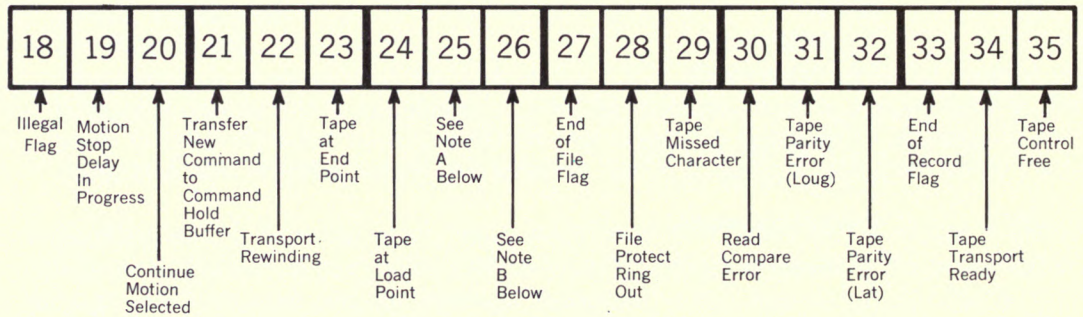 18 19 20 21 22 23 24 25 26 27 28 29 30 31 32 33 34 35
Illegal
Flag
Motion
Stop
Delay
In
Progress
Continue
Motion
Selected
Transfer
New
Command
to
Command
Hold
Buffer
Transport
Rewinding
Tape
at
End
Point
Tape
at
Load
Point
See
Note
A
Below
See
Note
B
Below
End
of
File
Flag
File
Protect
Ring
Out
Tape
Missed
Character
Read
Compare
Error
Tape
Parity
Error
(Loug)
Tape
Parity
Error
(Lat)
End
of
Record
Flag
Tape
Transport
Ready
Tape
Control
Free